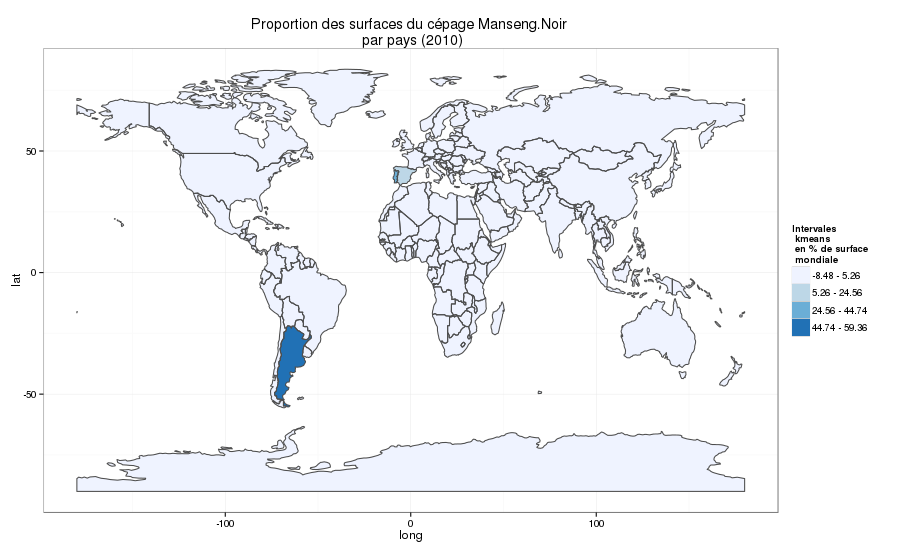 Proportion des surfaces du cépage Manseng.Noir
par pays (2010)
50
0
-50
lat
-100
0
100
long
Intervales
kmeans
en % de surface
mondiale
-8.48 - 5.26
5.26 - 24.56
24.56 - 44.74
44.74 - 59.36